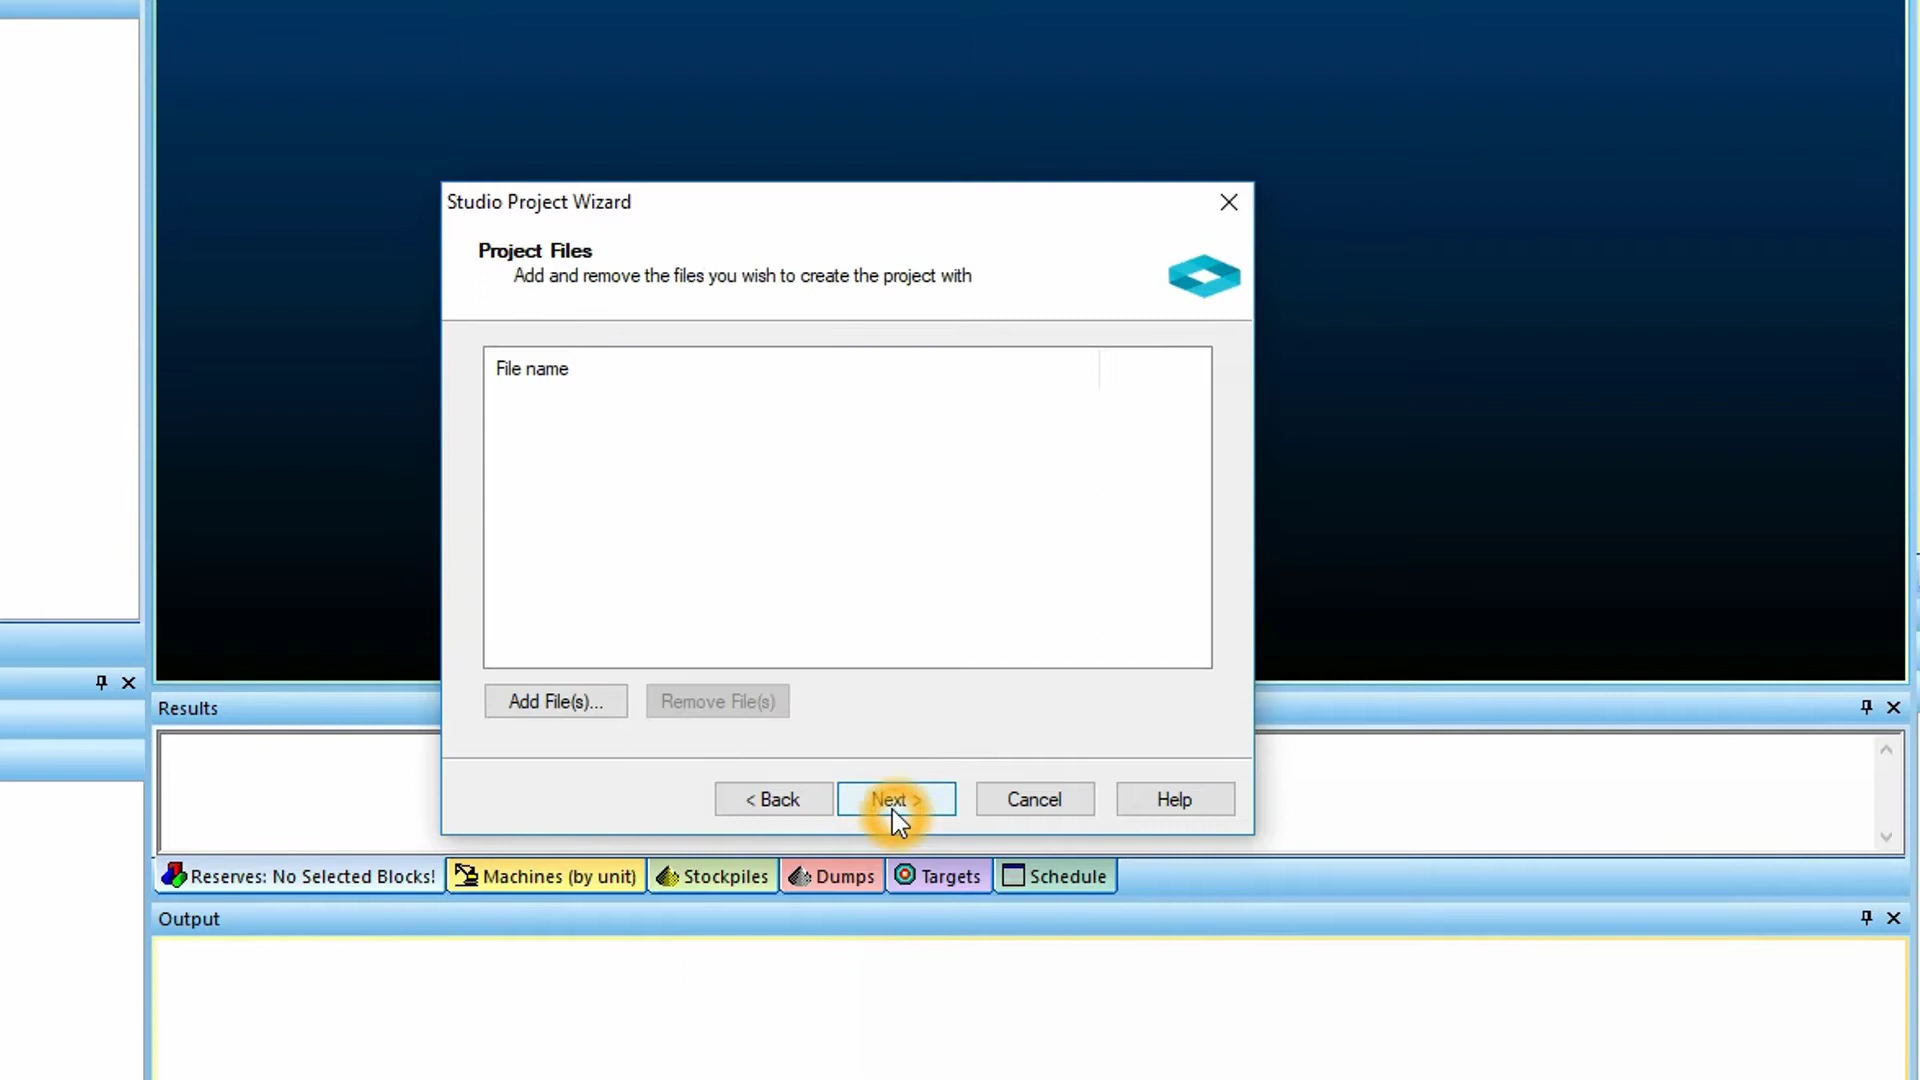 Studio Project Wizard
Project Files
Add and remove the files you wish to create the project with
File name
Add File(s)...
Remove File(s)
Results
< Back
Next >
Cancel
Help
Reserves: No Selected Blocks!
Machines (by unit)
Stockpiles
Dumps
Targets
Schedule
Output